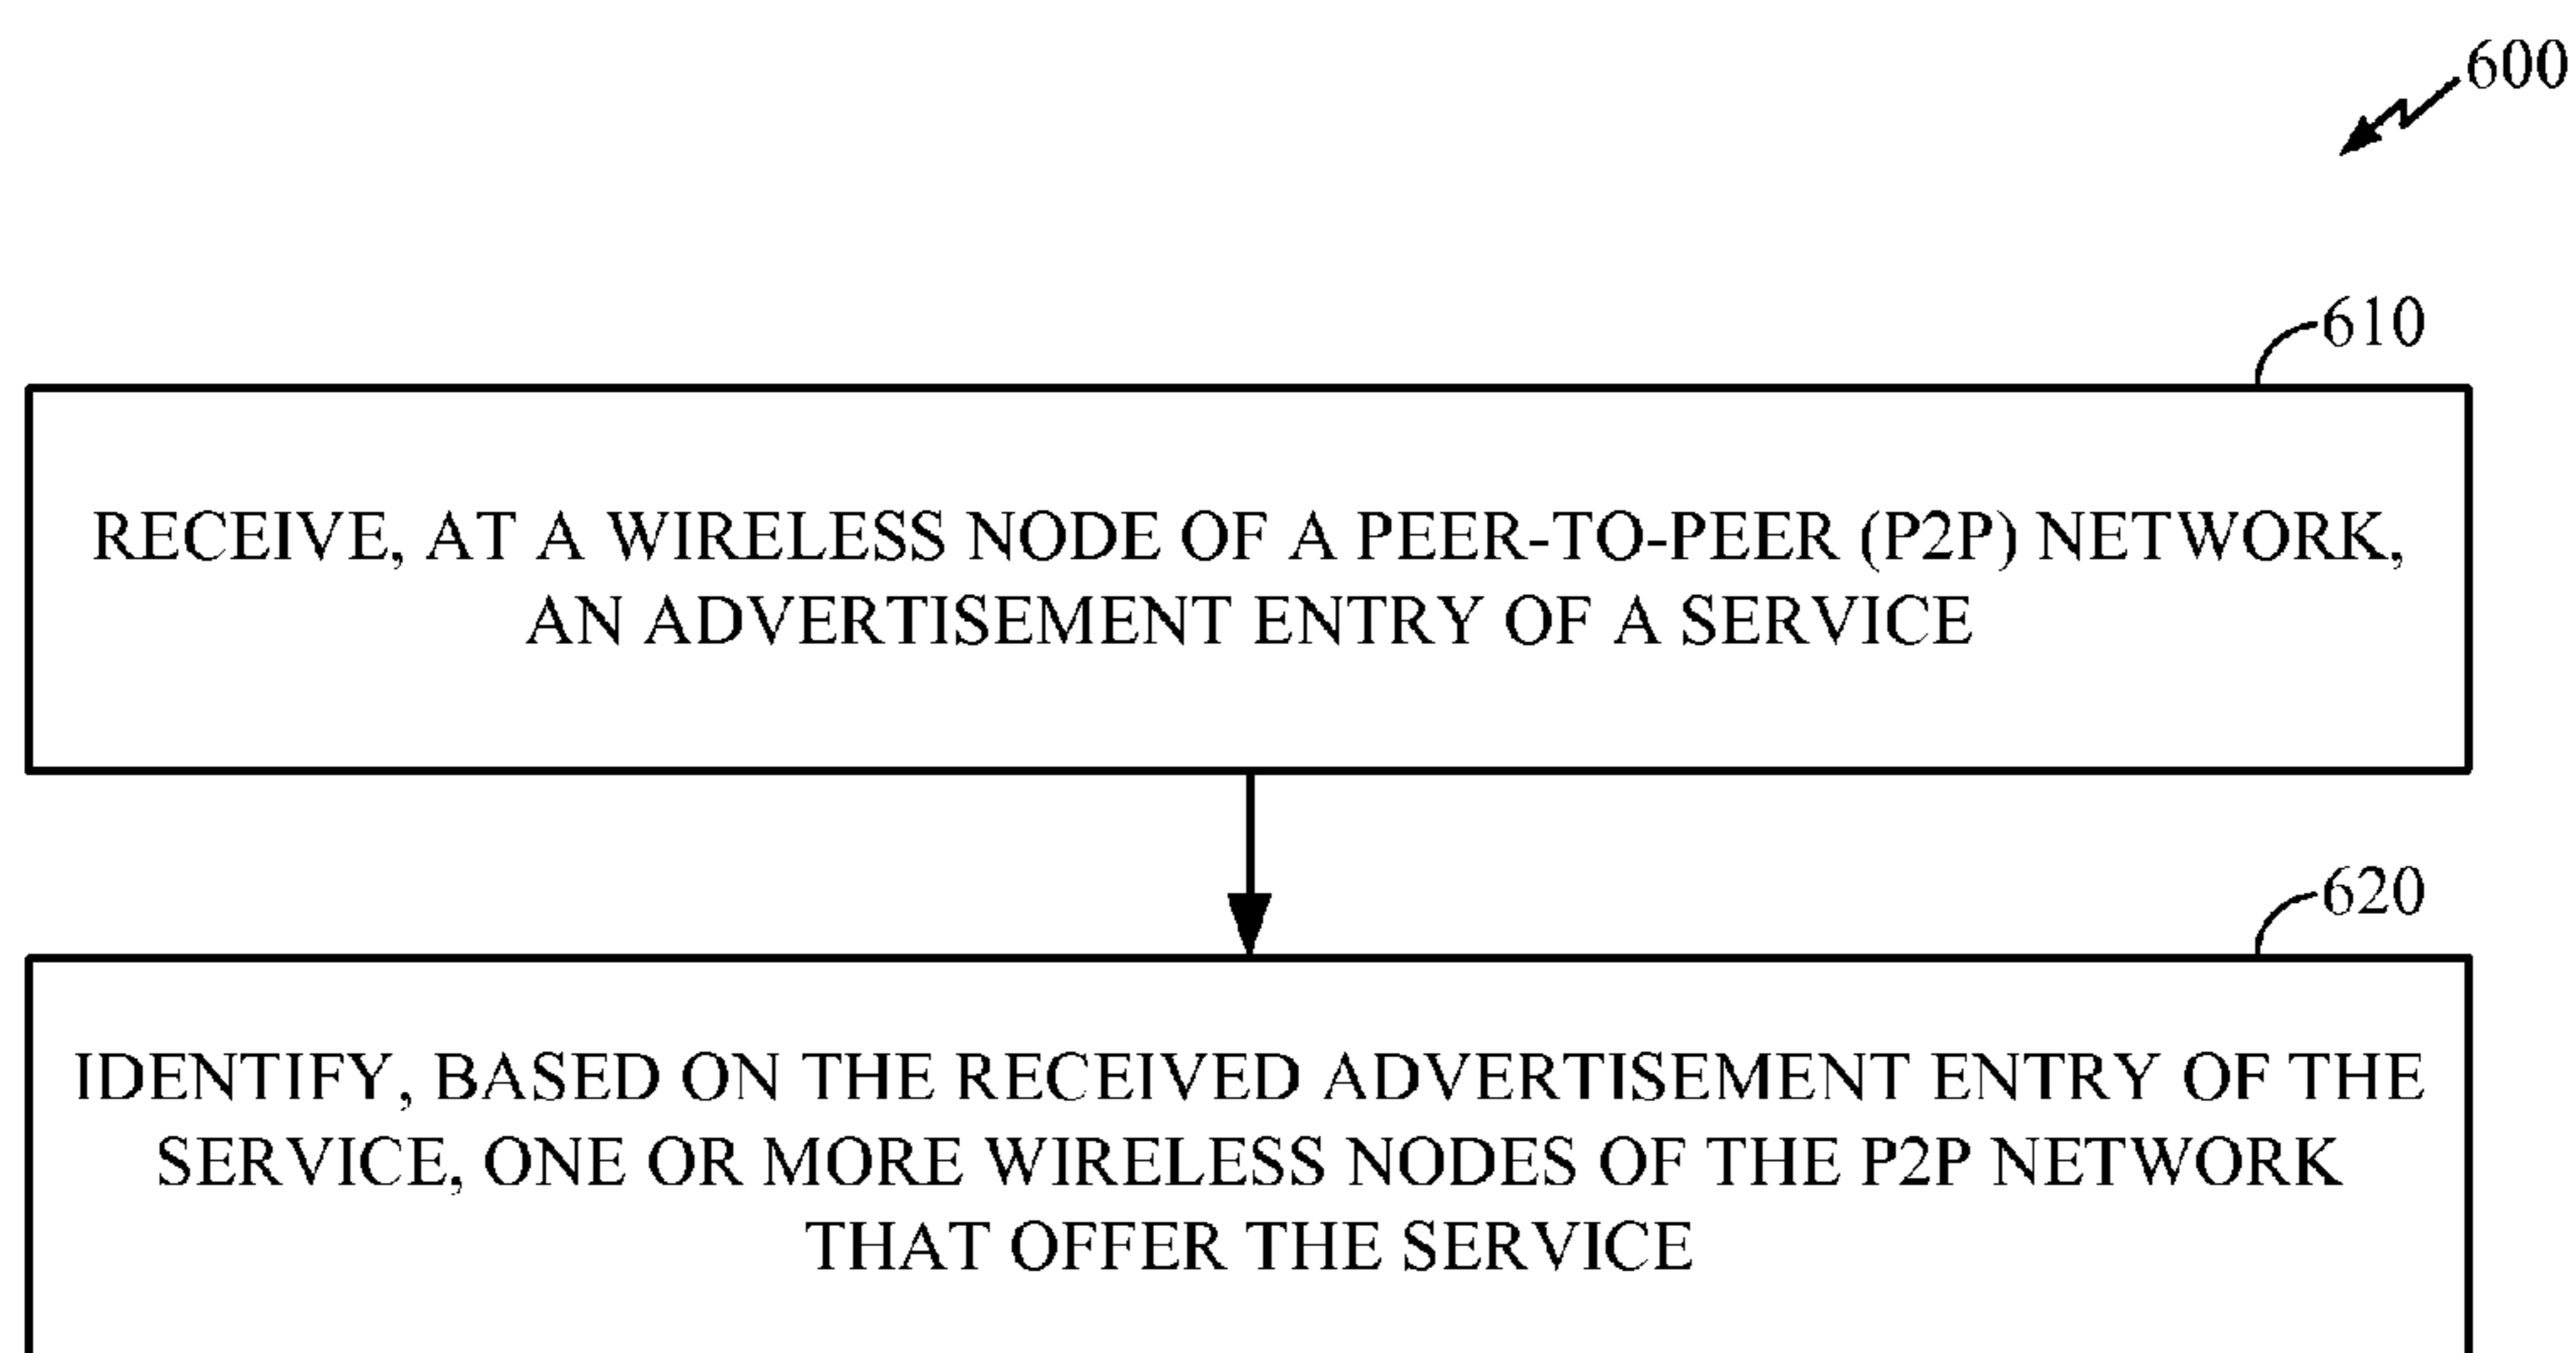 600
610
RECEIVE, AT A WIRELESS NODE OF A PEER-TO-PEER (P2P) NETWORK,
AN ADVERTISEMENT ENTRY OF A SERVICE
620
IDENTIFY, BASED ON THE RECEIVED ADVERTISEMENT ENTRY OF THE
SERVICE, ONE OR MORE WIRELESS NODES OF THE P2P NETWORK
THAT OFFER THE SERVICE